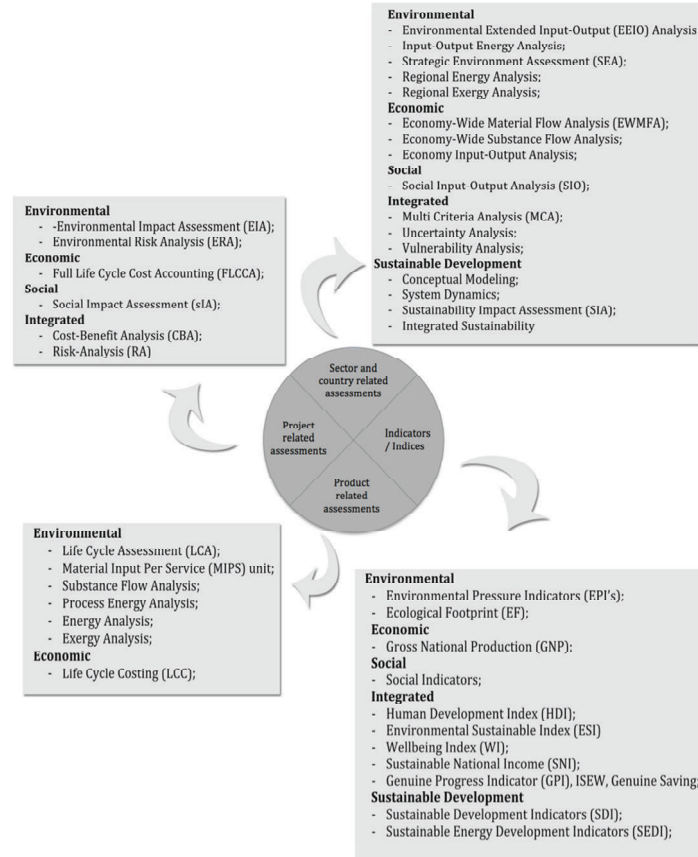 Environmental
- Environmental Extended Input-Output (EEIO) Analysis
- Input-Output Energy Analysis;
- Strategic Environment Assessment (SEA);
- Regional Energy Analysis;
- Regional Exergy Analysis;
Economic
- Economy-Wide Material Flow Analysis (EWMFA);
- Economy-Wide Substance Flow Analysis;
- Economy Input-Output Analysis;
Social
- Social Input-Output Analysis (SIO);
Integrated
- Multi Criteria Analysis (MCA);
- Uncertainty Analysis:
- Vulnerability Analysis;
Sustainable Development
- Conceptual Modeling;
- System Dynamics;
- Sustainability Impact Assessment (SIA);
- Integrated Sustainability
Environmental
- -Environmental Impact Assessment (EIA);
- Environmental Risk Analysis (ERA);
Economic
- Full Life Cycle Cost Accounting (FLCCA);
Social
- Social Impact Assessment (sIA);
Integrated
- Cost-Benefit Analysis (CBA);
- Risk-Analysis (RA)
Sector and
country related
assessments
Project
related
assessments
Indicators
/ Indices
Product
related
assessments
Environmental
- Life Cycle Assessment (LCA);
- Material Input Per Service (MIPS) unit;
- Substance Flow Analysis;
- Process Energy Analysis;
- Energy Analysis;
- Exergy Analysis;
Economic
- Life Cycle Costing (LCC);
Environmental
- Environmental Pressure Indicators (EPI's):
- Ecological Footprint (EF);
Economic
- Gross National Production (GNP):
Social
- Social Indicators;
Integrated
- Human Development Index (HDI);
- Environmental Sustainable Index (ESI)
- Wellbeing Index (WI);
- Sustainable National Income (SNI);
- Genuine Progress Indicator (GPI), ISEW, Genuine Saving;
Sustainable Development
- Sustainable Development Indicators (SDI);
- Sustainable Energy Development Indicators (SEDI);